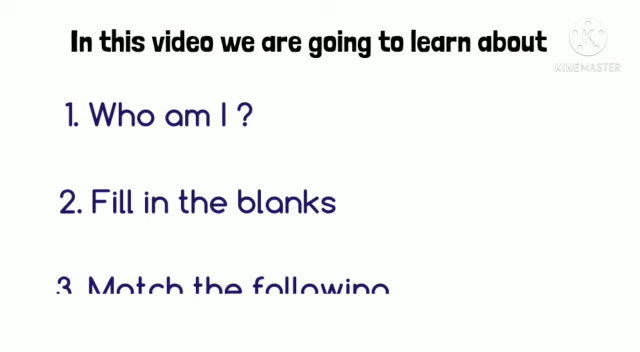 In this video we are going to learn about
KINEMASTER
1. Who am I ?
2. Fill in the blanks
3. Match the following